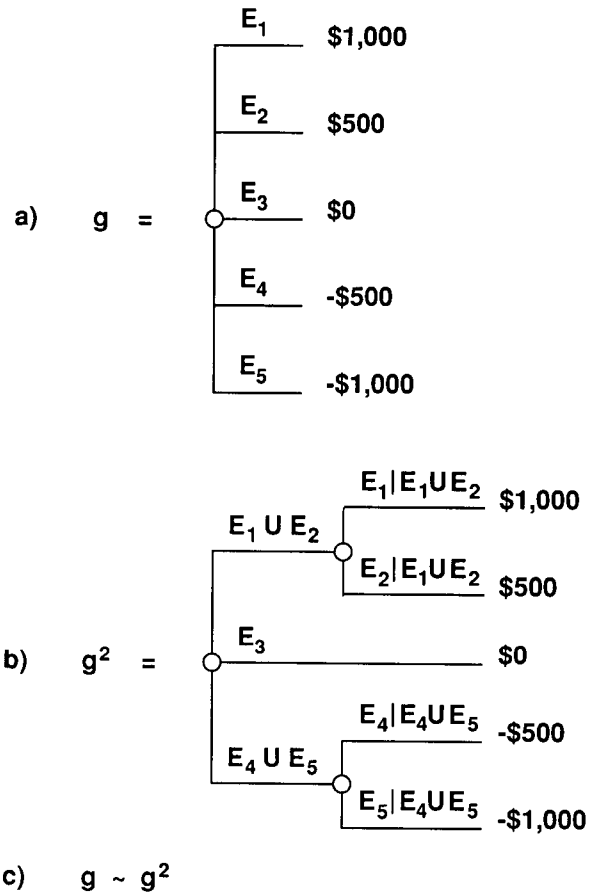 E₁ $1,000
E₂ $500
a) g = E₃ $0
E₄ -$500
E₅ -$1,000
E₁|E₁UE₂ $1,000
E₁ U E₂
E₂|E₁UE₂ $500
b) g² = E₃ $0
E₄|E₄UE₅ -$500
E₄ U E₅
E₅|E₄UE₅ -$1,000
c) g ~ g²